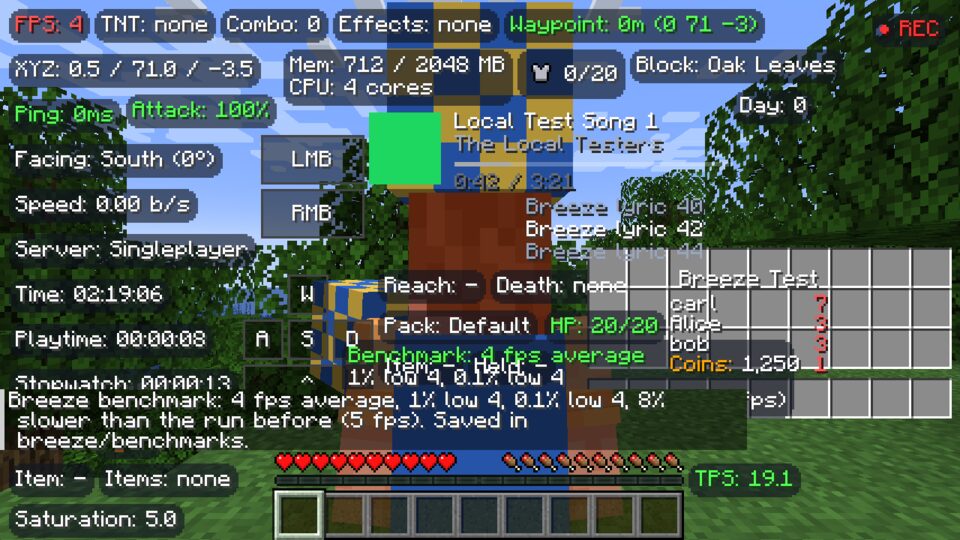 FPS: 4
TNT: none
Combo: 0
Effects: none
Waypoint: 0m (0 71 -3)
REC
XYZ: 0.5 / 71.0 / -3.5
Mem: 712 / 2048 MB
CPU: 4 cores
0/20
Block: Oak Leaves
Ping: 0ms
Attack: 100%
Day: 0
Local Test Song 1
The Local Testers
0:42 / 3:21
Facing: South (0°)
LMB
Speed: 0.00 b/s
RMB
Breeze lyric 40
Breeze lyric 42
Breeze lyric 44
Server: Singleplayer
Reach: -
Death: none
Breeze Test
Time: 02:19:06
W
carl 7
Alice 3
bob 3
Coins: 1,250 1
Pack: Default
HP: 20/20
Playtime: 00:00:08
A
S
D
Benchmark: 4 fps average
Item: -
Held: -
1% low 4, 0.1% low 4
Stopwatch: 00:00:13
^
Breeze benchmark: 4 fps average, 1% low 4, 0.1% low 4, 8%
slower than the run before (5 fps). Saved in
breeze/benchmarks.
fps)
Item: -
Items: none
TPS: 19.1
Saturation: 5.0